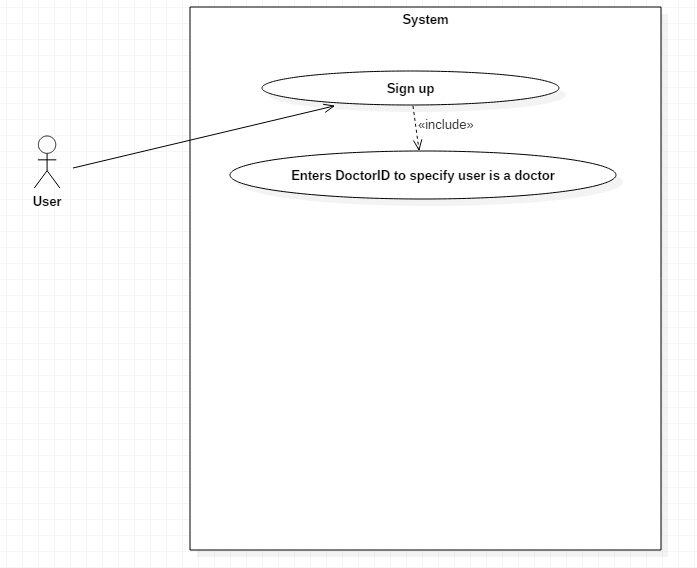 System
Sign up
«include»
Enters DoctorID to specify user is a doctor
User